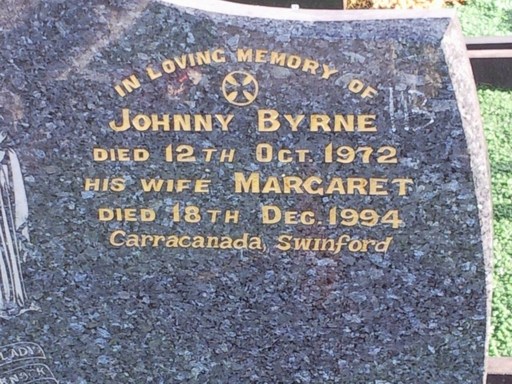 IN LOVING MEMORY OF
JOHNNY BYRNE
DIED 12TH OCT. 1972
HIS WIFE MARGARET
DIED 18TH DEC. 1994
Carracanada, Swinford
LADY